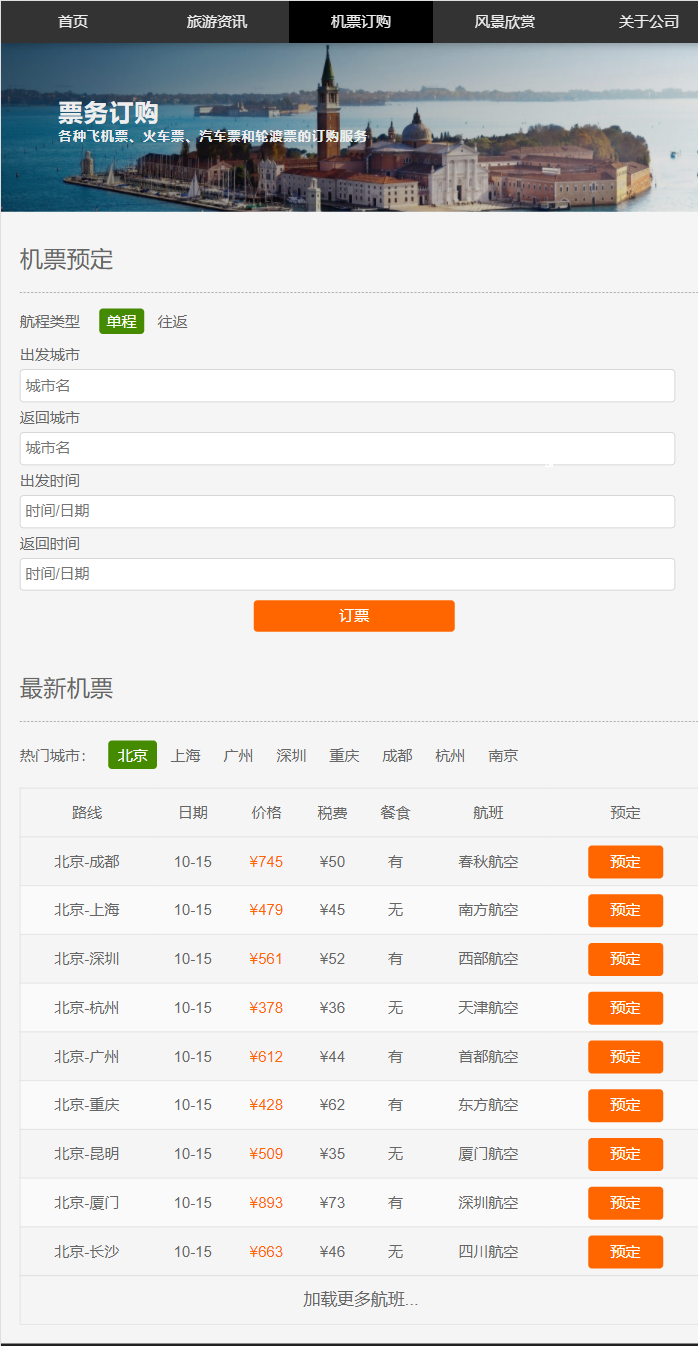 首页 旅游资讯 机票订购 风景欣赏 关于公司
票务订购
各种飞机票、火车票、汽车票和轮渡票的订购服务
机票预定
航程类型 单程 往返
出发城市
城市名
返回城市
城市名
出发时间
时间/日期
返回时间
时间/日期
订票
最新机票
热门城市: 北京 上海 广州 深圳 重庆 成都 杭州 南京
路线 日期 价格 税费 餐食 航班 预定
北京-成都 10-15 ¥745 ¥50 有 春秋航空 预定
北京-上海 10-15 ¥479 ¥45 无 南方航空 预定
北京-深圳 10-15 ¥561 ¥52 有 西部航空 预定
北京-杭州 10-15 ¥378 ¥36 无 天津航空 预定
北京-广州 10-15 ¥612 ¥44 有 首都航空 预定
北京-重庆 10-15 ¥428 ¥62 有 东方航空 预定
北京-昆明 10-15 ¥509 ¥35 无 厦门航空 预定
北京-厦门 10-15 ¥893 ¥73 有 深圳航空 预定
北京-长沙 10-15 ¥663 ¥46 无 四川航空 预定
加载更多航班...